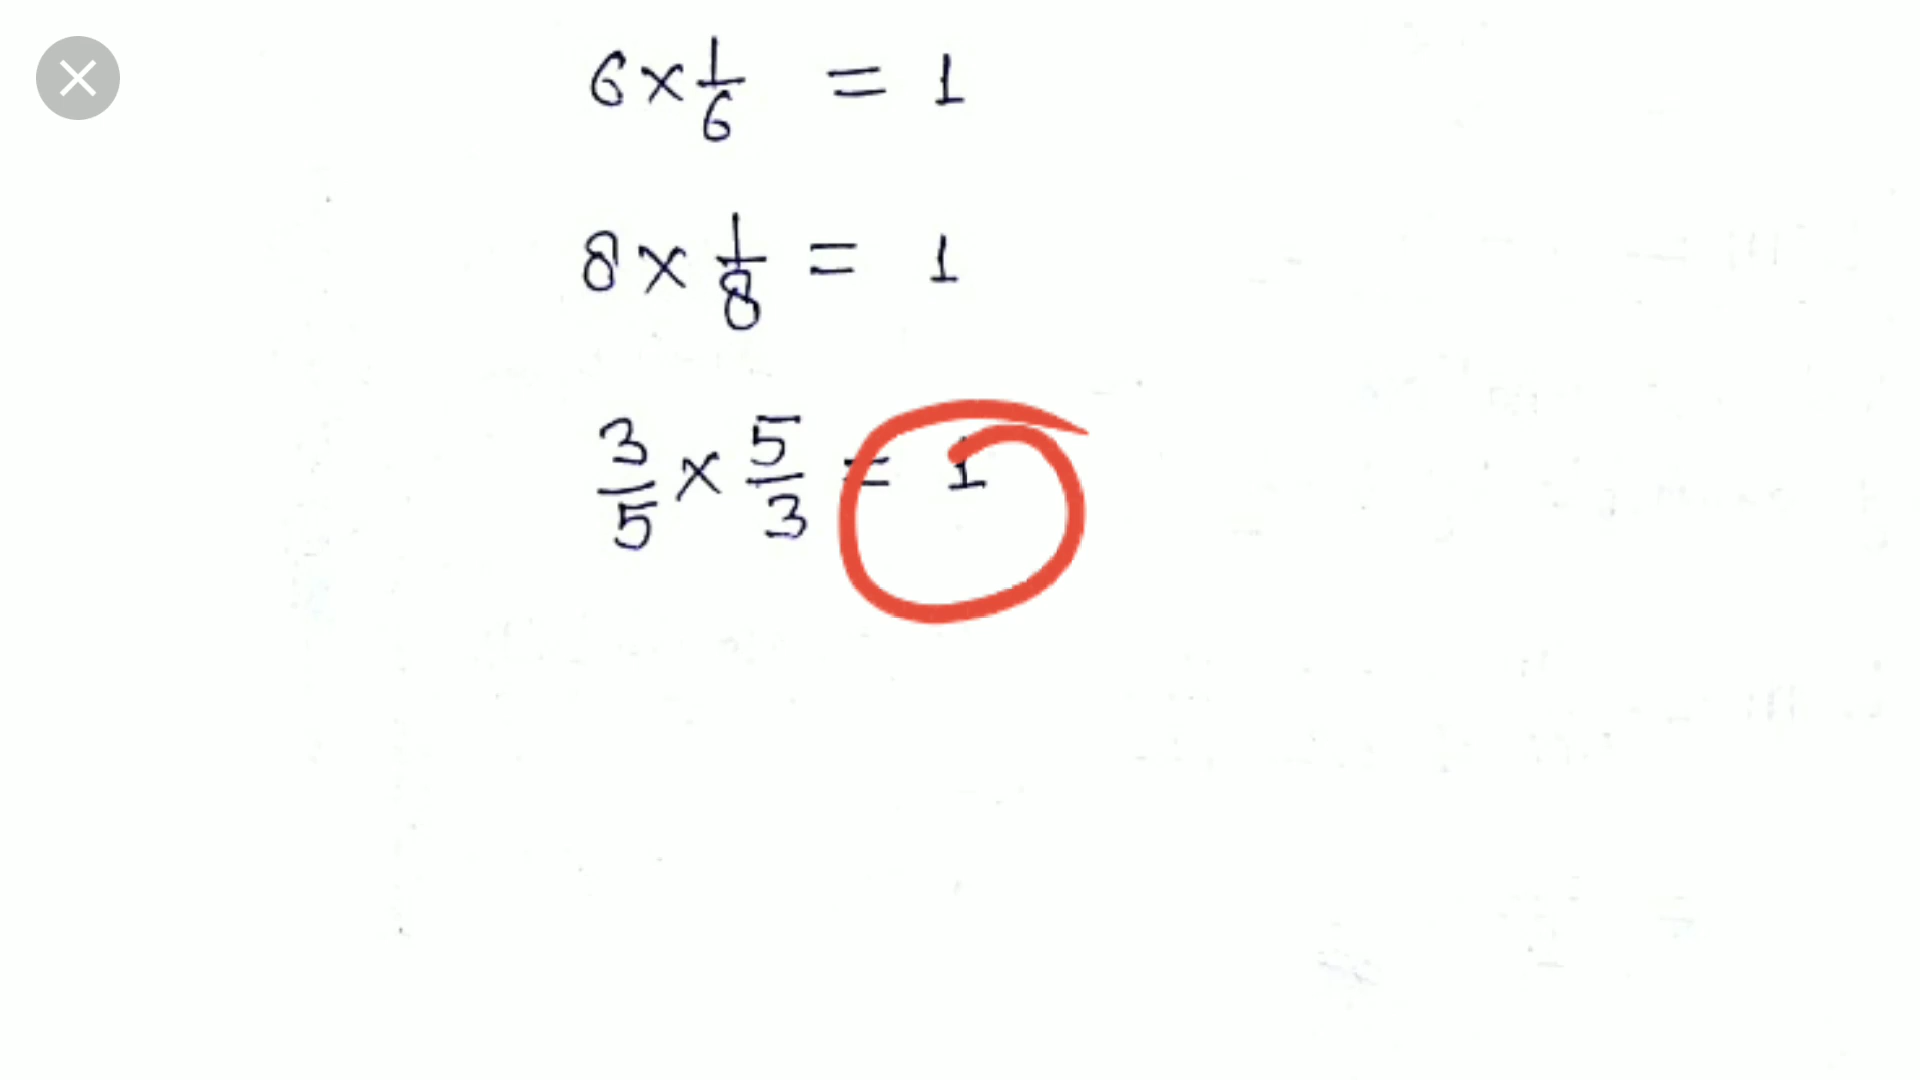 6 × 1/6 = 1
8 × 1/8 = 1
3/5 × 5/3 = 1